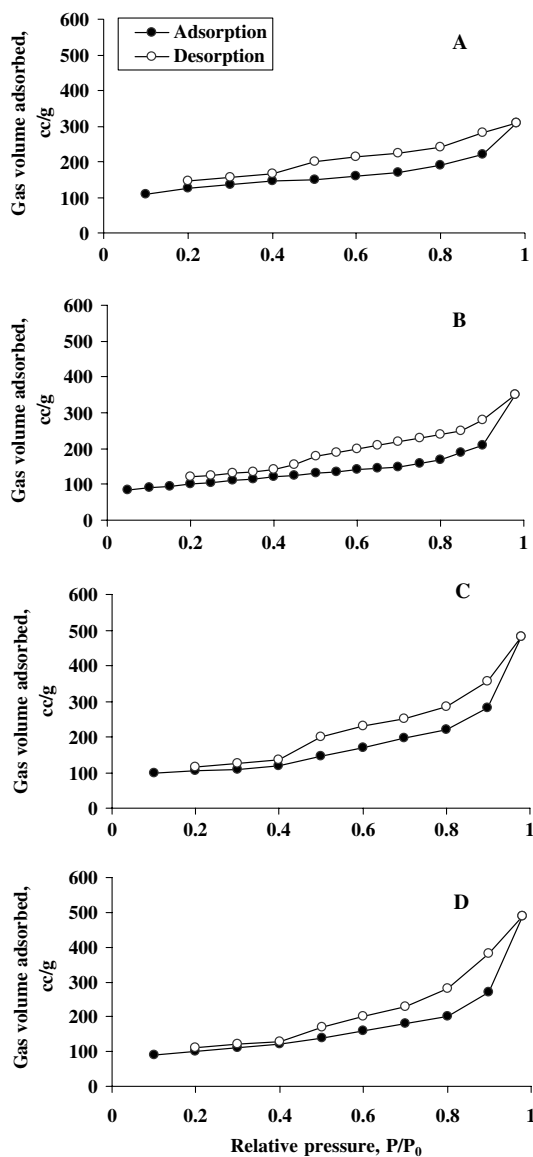 Adsorption
Desorption
A
Gas volume adsorbed,
cc/g
600
500
400
300
200
100
0
0 0.2 0.4 0.6 0.8 1
B
Gas volume adsorbed,
cc/g
600
500
400
300
200
100
0
0 0.2 0.4 0.6 0.8 1
C
Gas volume adsorbed,
cc/g
600
500
400
300
200
100
0
0 0.2 0.4 0.6 0.8 1
D
Gas volume adsorbed,
cc/g
600
500
400
300
200
100
0
0 0.2 0.4 0.6 0.8 1
Relative pressure, P/P₀